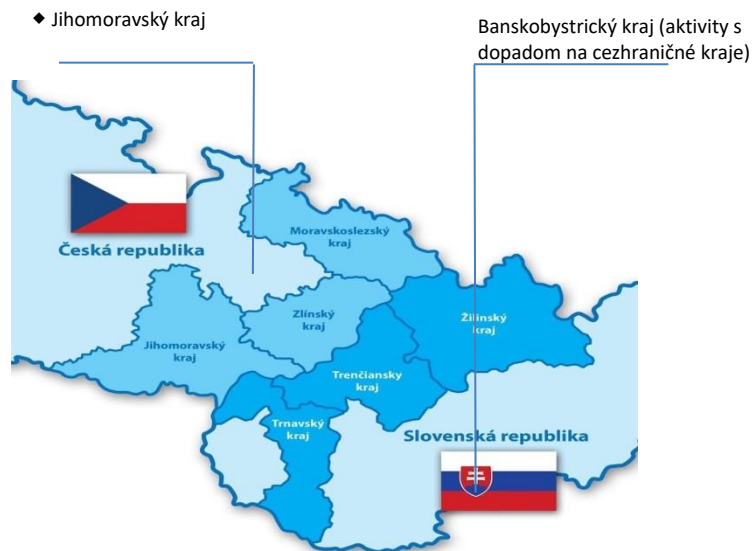 ◆ Jihomoravský kraj
Banskobystrický kraj (aktivity s
dopadom na cezhraničné kraje)
Moravskoslezský
kraj
Česká republika
Zlínský
kraj
Žilinský
kraj
Jihomoravský
kraj
Trenčiansky
kraj
Trnavský
kraj
Slovenská republika